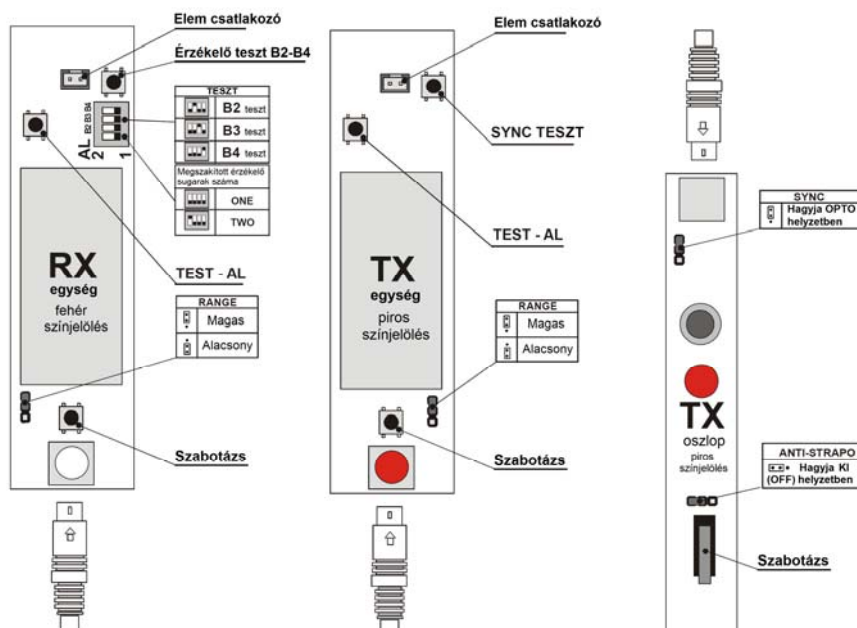 Elem csatlakozó
Érzékelő teszt B2-B4
TESZT
B2 teszt
B3 teszt
B4 teszt
Megszakított érzékelő
sugarak száma
ONE
TWO
B2 B3 B4
AL
2 1
RX
egység
fehér
színjelölés
TEST - AL
RANGE
Magas
Alacsony
Szabotázs
Elem csatlakozó
SYNC TESZT
TX
egység
piros
színjelölés
TEST - AL
RANGE
Magas
Alacsony
Szabotázs
SYNC
Hagyja OPTO
helyzetben
TX
oszlop
piros
színjelölés
ANTI-STRAPO
Hagyja KI
(OFF) helyzetben
Szabotázs